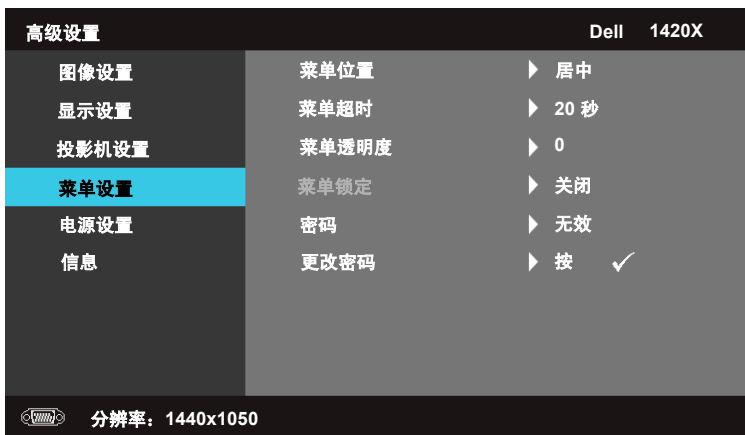 高级设置 Dell 1420X
图像设置 菜单位置 居中
显示设置 菜单超时 20 秒
投影机设置 菜单透明度 0
菜单设置 菜单锁定 关闭
电源设置 密码 无效
信息 更改密码 按
分辨率：1440x1050